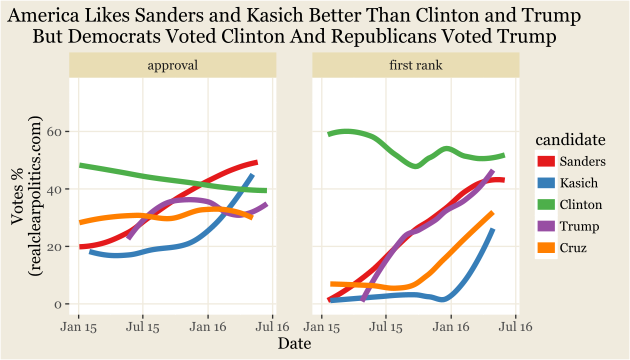 America Likes Sanders and Kasich Better Than Clinton and Trump
But Democrats Voted Clinton And Republicans Voted Trump
approval
first rank
Votes %
(realclearpolitics.com)
60
40
20
0
Jan 15
Jul 15
Jan 16
Jul 16
Jan 15
Jul 15
Jan 16
Jul 16
Date
candidate
Sanders
Kasich
Clinton
Trump
Cruz